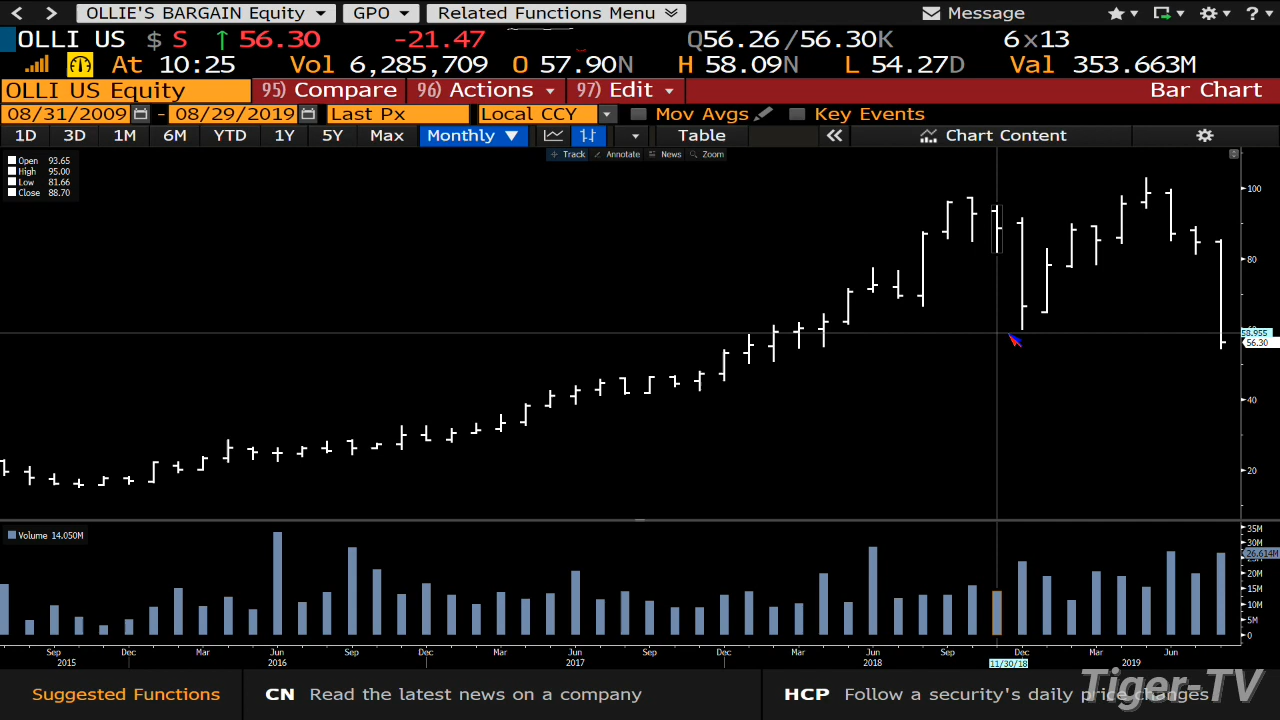 OLLIE'S BARGAIN Equity GPO Related Functions Menu Message
OLLI US $ S ↑ 56.30 -21.47 Q56.26/56.30K 6x13
At 10:25 Vol 6,285,709 O 57.90N H 58.09N L 54.27D Val 353.663M
OLLI US Equity 95) Compare 96) Actions 97) Edit Bar Chart
08/31/2009 - 08/29/2019 Last Px Local CCY Mov Avgs Key Events
1D 3D 1M 6M YTD 1Y 5Y Max Monthly ▼ Table « Chart Content
Track Annotate News Zoom
Open 93.65
High 95.00
Low 81.66
Close 88.70
100
80
58.955
56.30
40
20
Volume 14.050M
35M
30M
26.614M
20M
15M
10M
5M
0
Sep Dec Mar Jun Sep Dec Mar Jun Sep Dec Mar Jun Sep Dec Mar Jun
2015 2016 2017 2018 11/30/18 2019
Suggested Functions CN Read the latest news on a company HCP Follow a security's daily price changes
Tiger-TV